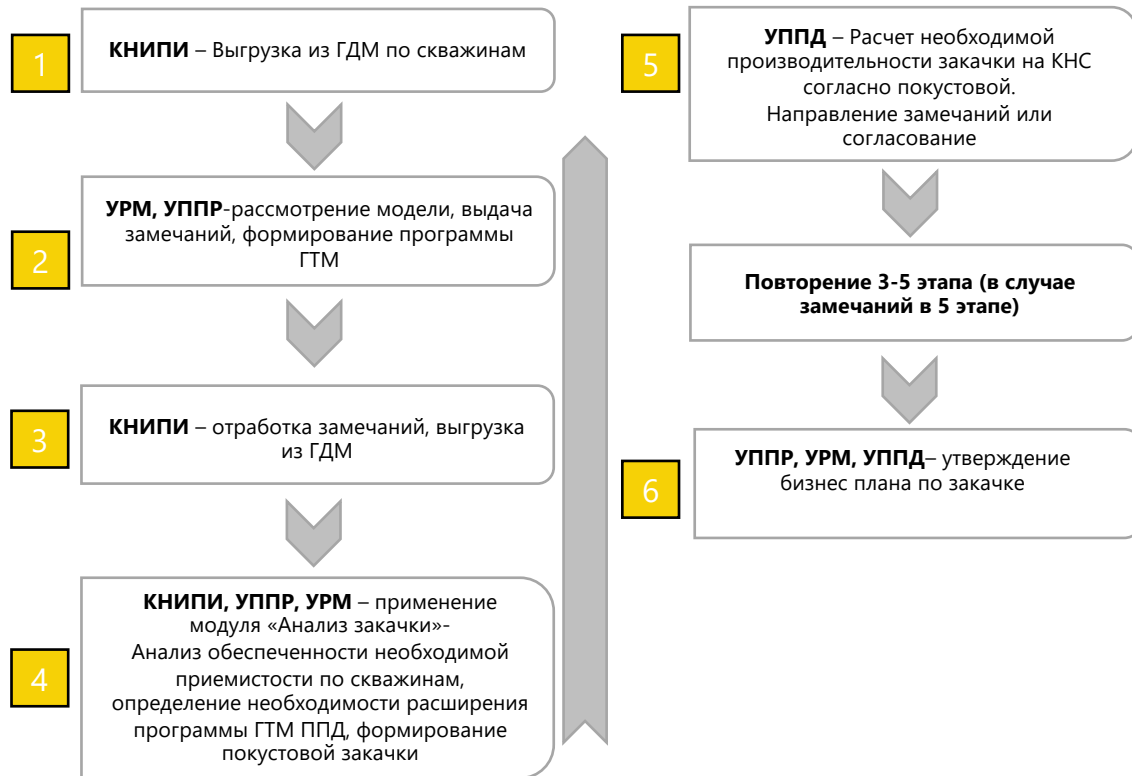 1
КНИПИ – Выгрузка из ГДМ по скважинам
2
УРМ, УППР-рассмотрение модели, выдача
замечаний, формирование программы
ГТМ
3
КНИПИ – отработка замечаний, выгрузка
из ГДМ
4
КНИПИ, УППР, УРМ – применение
модуля «Анализ закачки»-
Анализ обеспеченности необходимой
приемистости по скважинам,
определение необходимости расширения
программы ГТМ ППД, формирование
покустовой закачки
5
УППД – Расчет необходимой
производительности закачки на КНС
согласно покустовой.
Направление замечаний или
согласование
Повторение 3-5 этапа (в случае
замечаний в 5 этапе)
6
УППР, УРМ, УППД– утверждение
бизнес плана по закачке